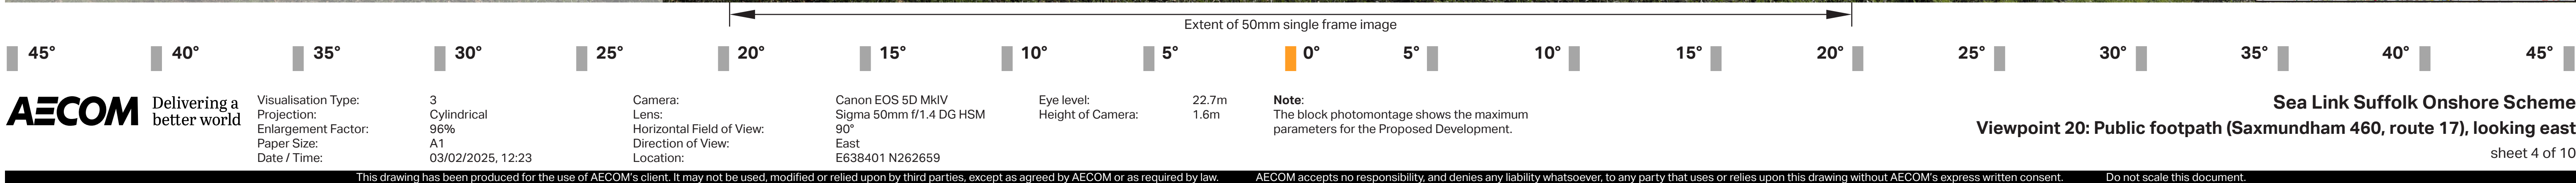 Extent of 50mm single frame image
45° 40° 35° 30° 25° 20° 15° 10° 5° 0° 5° 10° 15° 20° 25° 30° 35° 40° 45°
AECOM
Delivering a
better world
Visualisation Type: 3
Projection: Cylindrical
Enlargement Factor: 96%
Paper Size: A1
Date / Time: 03/02/2025, 12:23
Camera: Canon EOS 5D MkIV
Lens: Sigma 50mm f/1.4 DG HSM
Horizontal Field of View: 90°
Direction of View: East
Location: E638401 N262659
Eye level: 22.7m
Height of Camera: 1.6m
Note:
The block photomontage shows the maximum
parameters for the Proposed Development.
Sea Link Suffolk Onshore Scheme
Viewpoint 20: Public footpath (Saxmundham 460, route 17), looking east
sheet 4 of 10
This drawing has been produced for the use of AECOM's client. It may not be used, modified or relied upon by third parties, except as agreed by AECOM or as required by law. AECOM accepts no responsibility, and denies any liability whatsoever, to any party that uses or relies upon this drawing without AECOM's express written consent. Do not scale this document.